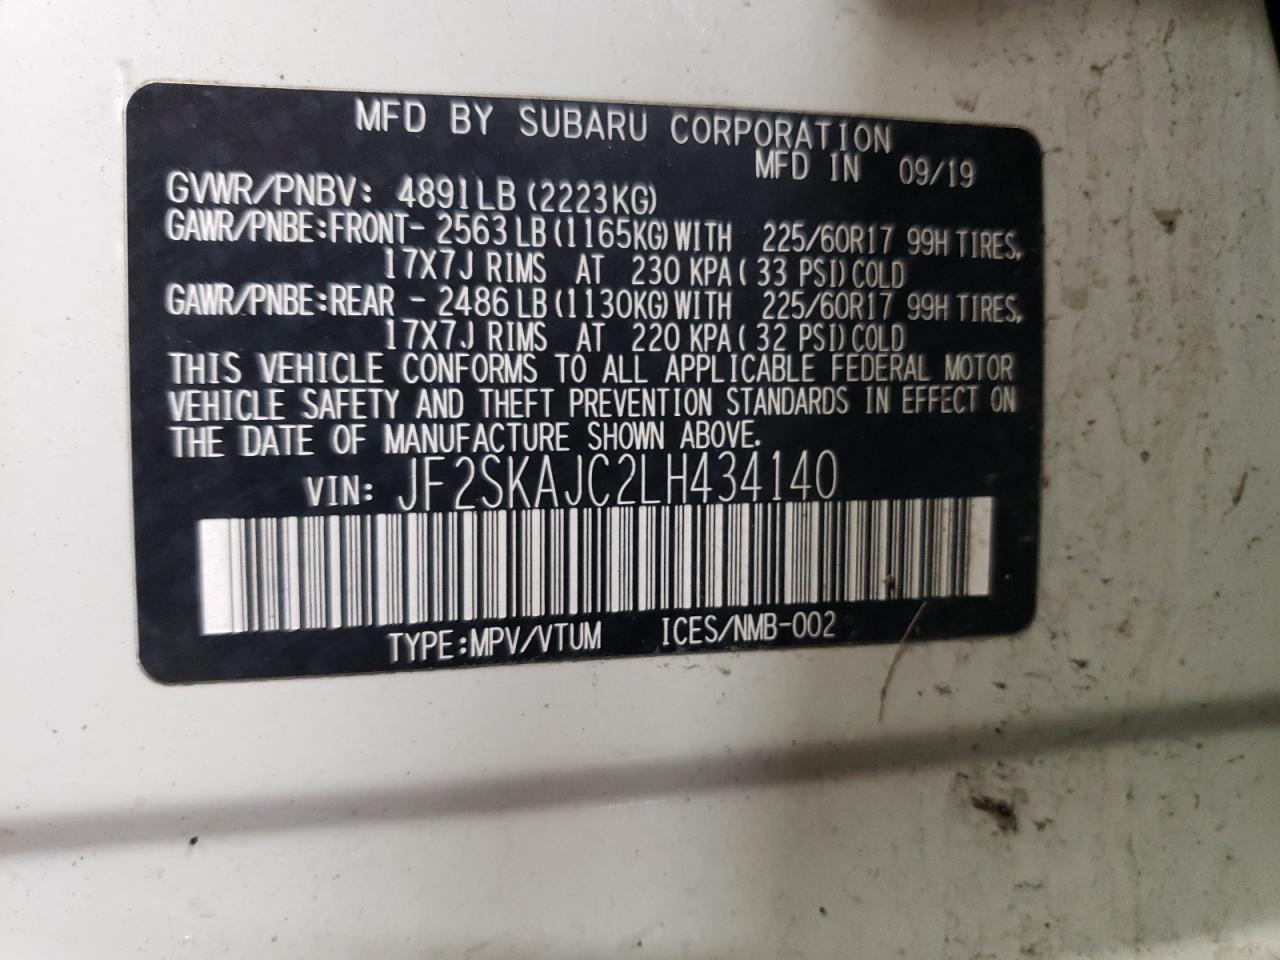 MFD BY SUBARU CORPORATION
MFD IN 09/19
GVWR/PNBV: 4891LB (2223KG)
GAWR/PNBE:FRONT- 2563 LB (1165KG) WITH 225/60R17 99H TIRES,
17X7J RIMS AT 230 KPA ( 33 PSI) COLD
GAWR/PNBE:REAR - 2486 LB (1130KG) WITH 225/60R17 99H TIRES,
17X7J RIMS AT 220 KPA ( 32 PSI) COLD
THIS VEHICLE CONFORMS TO ALL APPLICABLE FEDERAL MOTOR
VEHICLE SAFETY AND THEFT PREVENTION STANDARDS IN EFFECT ON
THE DATE OF MANUFACTURE SHOWN ABOVE.
VIN: JF2SKAJC2LH434140
TYPE:MPV/VTUM ICES/NMB-002